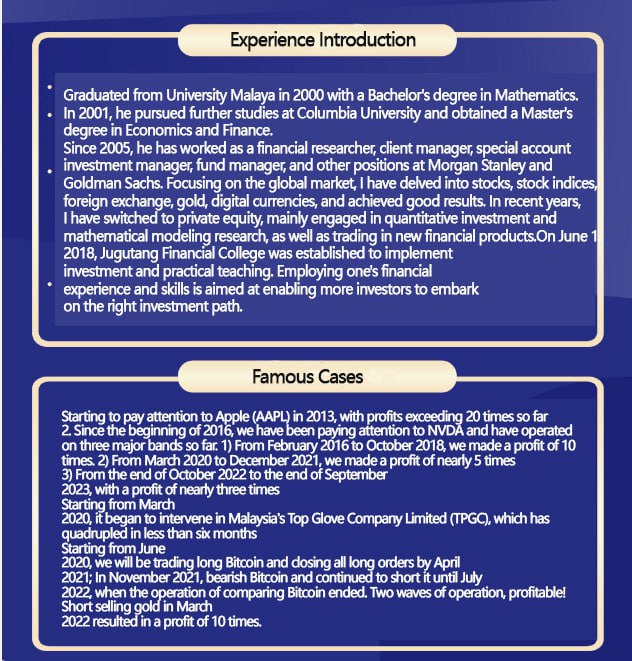 Experience Introduction
Graduated from University Malaya in 2000 with a Bachelor's degree in Mathematics.
In 2001, he pursued further studies at Columbia University and obtained a Master's
degree in Economics and Finance.
Since 2005, he has worked as a financial researcher, client manager, special account
investment manager, fund manager, and other positions at Morgan Stanley and
Goldman Sachs. Focusing on the global market, I have delved into stocks, stock indices,
foreign exchange, gold, digital currencies, and achieved good results. In recent years,
I have switched to private equity, mainly engaged in quantitative investment and
mathematical modeling research, as well as trading in new financial products.On June 1
2018, Jugutang Financial College was established to implement
investment and practical teaching. Employing one's financial
experience and skills is aimed at enabling more investors to embark
on the right investment path.
Famous Cases
Starting to pay attention to Apple (AAPL) in 2013, with profits exceeding 20 times so far
2. Since the beginning of 2016, we have been paying attention to NVDA and have operated
on three major bands so far. 1) From February 2016 to October 2018, we made a profit of 10
times. 2) From March 2020 to December 2021, we made a profit of nearly 5 times
3) From the end of October 2022 to the end of September
2023, with a profit of nearly three times
Starting from March
2020, it began to intervene in Malaysia's Top Glove Company Limited (TPGC), which has
quadrupled in less than six months
Starting from June
2020, we will be trading long Bitcoin and closing all long orders by April
2021; In November 2021, bearish Bitcoin and continued to short it until July
2022, when the operation of comparing Bitcoin ended. Two waves of operation, profitable!
Short selling gold in March
2022 resulted in a profit of 10 times.